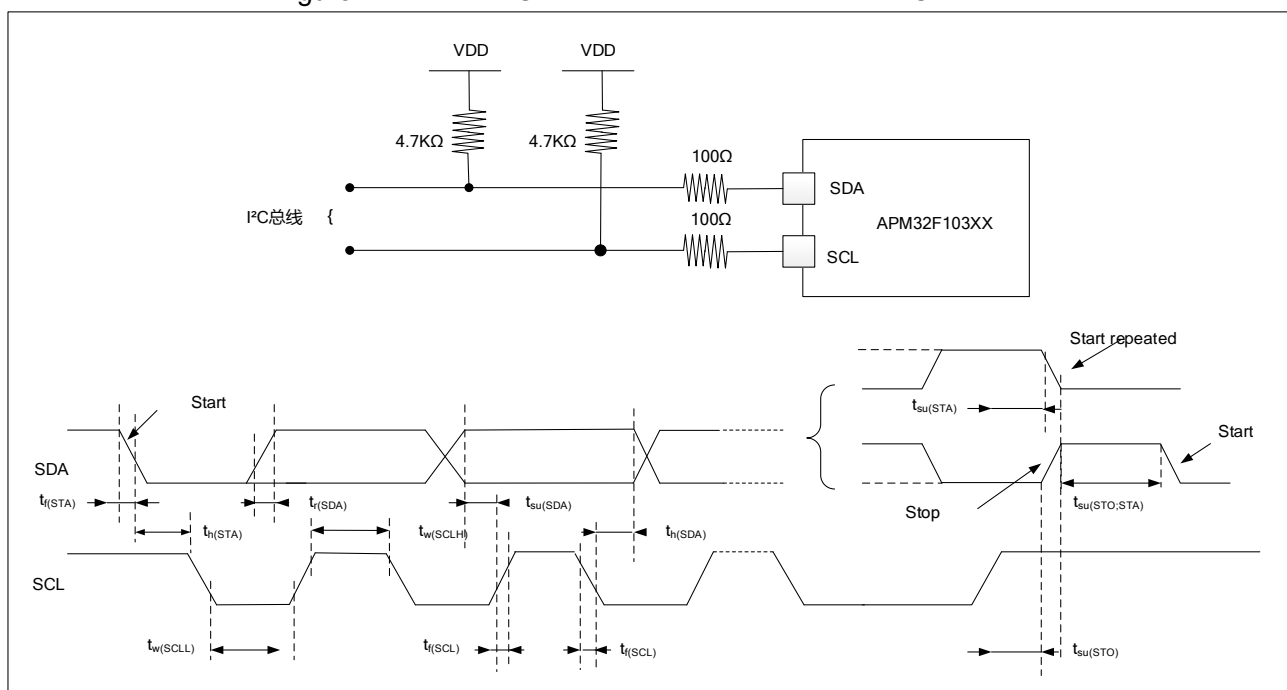 VDD VDD
4.7KΩ 4.7KΩ
100Ω
SDA
I²C总线 {
100Ω
APM32F103XX
SCL
Start repeated
Start
tsu(STA)
Start
SDA
tf(STA)
tr(SDA)
tsu(SDA)
Stop
tsu(STO;STA)
th(STA)
tw(SCLH)
th(SDA)
SCL
tw(SCLL)
tf(SCL)
tf(SCL)
tsu(STO)